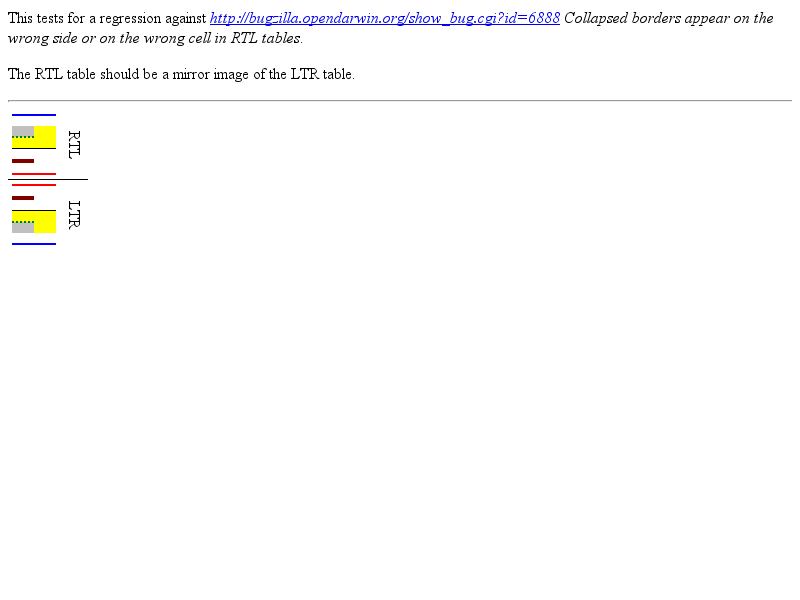 This tests for a regression against http://bugzilla.opendarwin.org/show_bug.cgi?id=6888 Collapsed borders appear on the
wrong side or on the wrong cell in RTL tables.
The RTL table should be a mirror image of the LTR table.
RTL
LTR